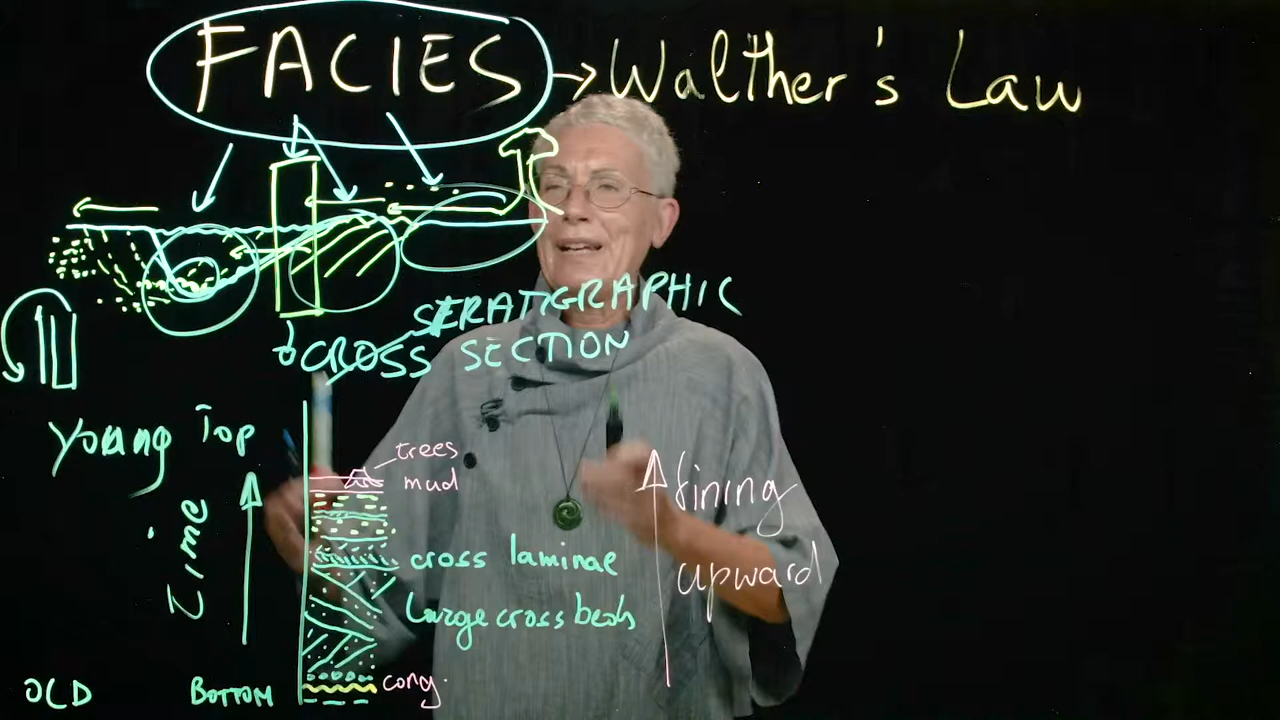 FACIES → Walther's Law
STRATIGRAPHIC
CROSS SECTION
Young Top
trees
mud
Time
fining
upward
cross laminae
Large cross beds
cong.
OLD BOTTOM